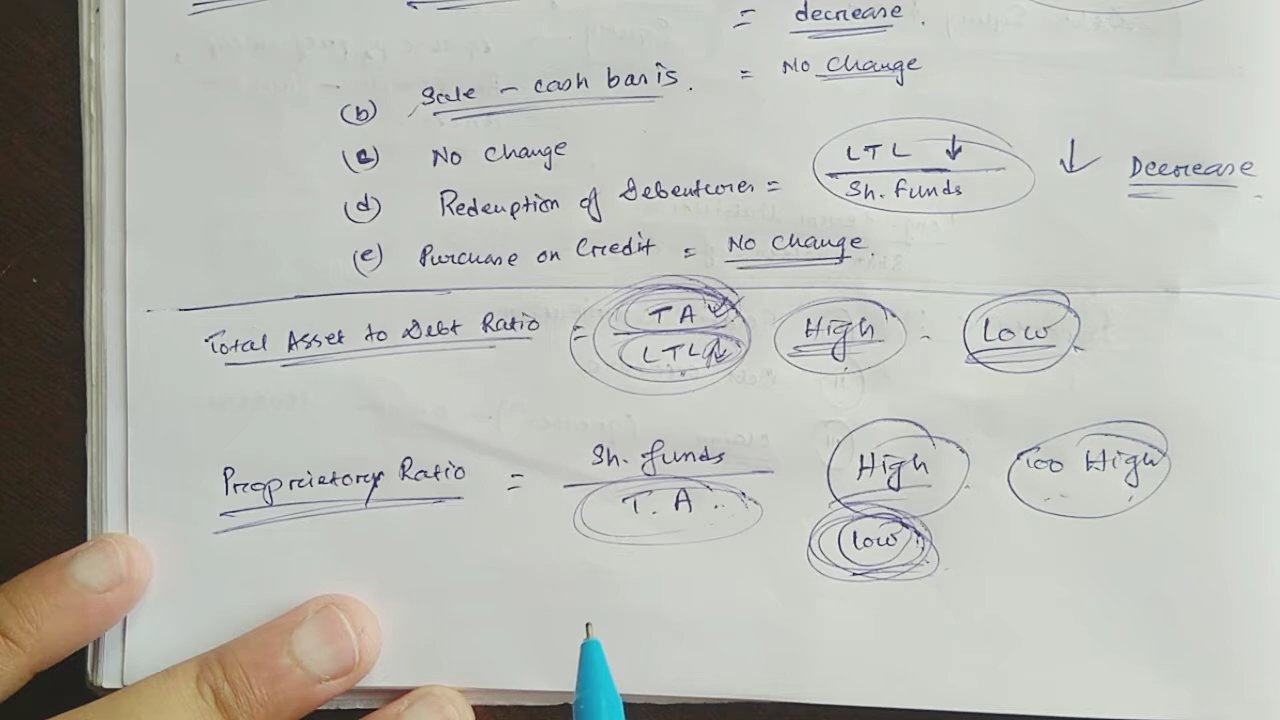 = decrease.
(b) Sale - cash basis. = No change
(c) No change
LTL ↓
(d) Redemption of Debentures = Sh. funds ↓ Decrease.
(e) Purchase on Credit = No change.
Total Asset to Debt Ratio = TA High - Low.
LTL
Sh. funds High Too High
Proprietory Ratio = T.A Low